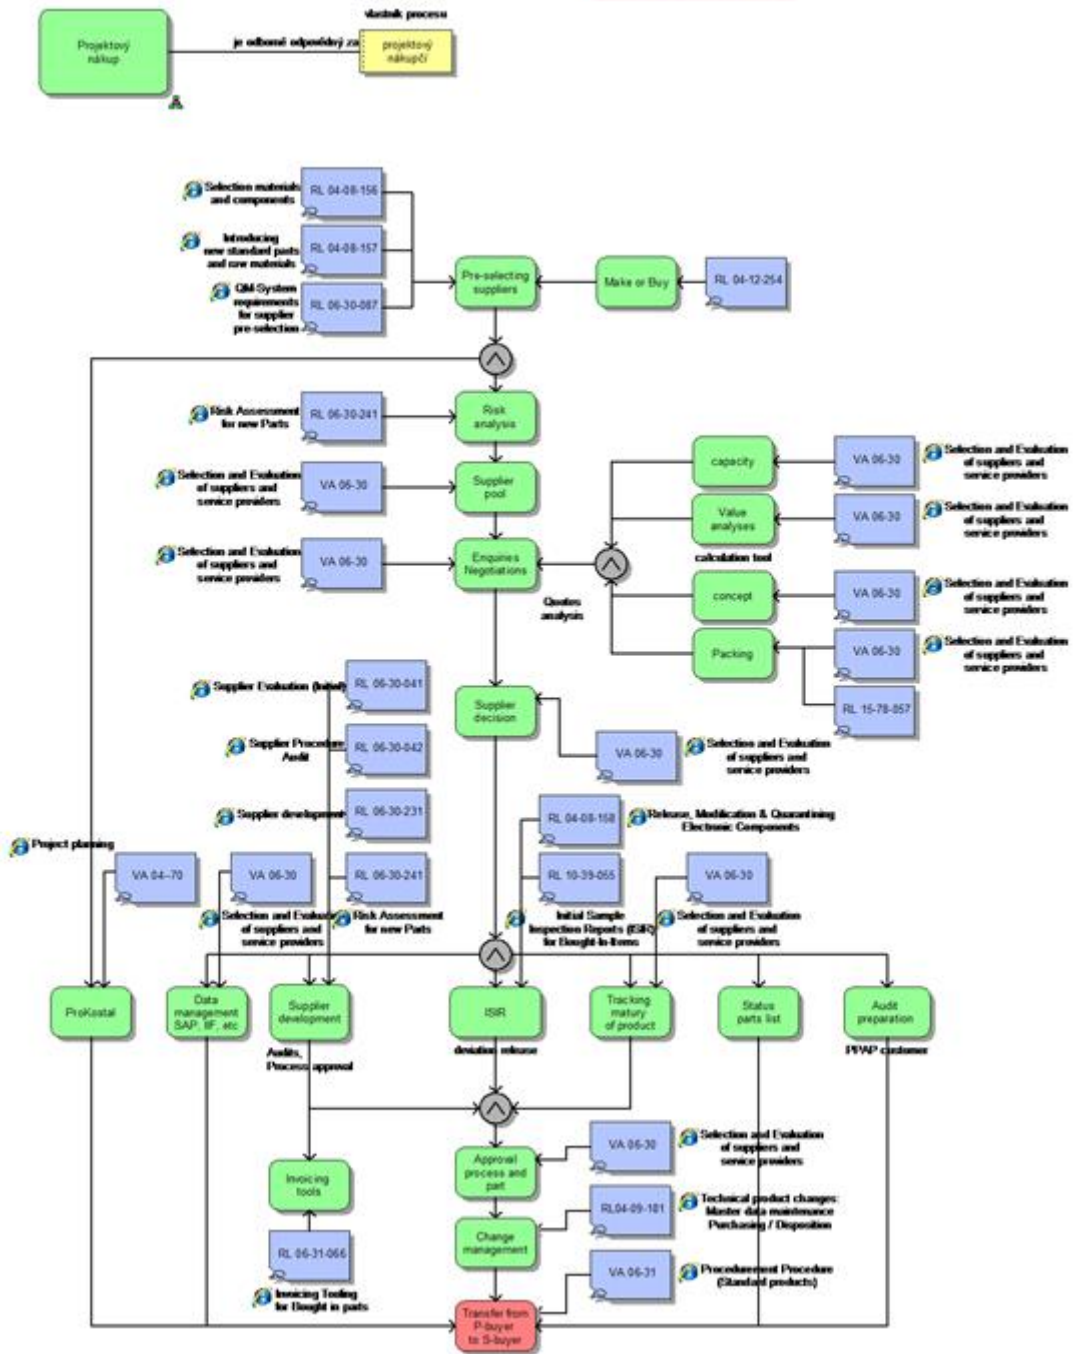 vlastník procesu
Projektový
nákup
je odborně odpovědný za
projektový
nákupčí
Selection materials
and components
RL 04-08-156
Introducing
new standard parts
and raw materials
RL 04-08-157
QM-System
requirements
for supplier
pre-selection
RL 06-30-087
Pre-selecting
suppliers
Make or Buy
RL 04-12-254
Risk Assessment
for new Parts
RL 06-30-241
Risk
analysis
Selection and Evaluation
of suppliers and
service providers
VA 06-30
Supplier
pool
Selection and Evaluation
of suppliers and
service providers
VA 06-30
Enquiries
Negotiations
Quotes
analysis
capacity
VA 06-30
Selection and Evaluation
of suppliers and
service providers
Value
analyses
calculation tool
VA 06-30
Selection and Evaluation
of suppliers and
service providers
concept
VA 06-30
Selection and Evaluation
of suppliers and
service providers
Packing
VA 06-30
Selection and Evaluation
of suppliers and
service providers
RL 15-78-057
Supplier Evaluation (Initial)
RL 06-30-041
Supplier
decision
VA 06-30
Selection and Evaluation
of suppliers and
service providers
Supplier Procedure
Audit
RL 06-30-042
Supplier development
RL 06-30-231
RL 04-08-158
Release, Modification & Quarantining
Electronic Components
Project planning
VA 04--70
VA 06-30
Selection and Evaluation
of suppliers and
service providers
RL 06-30-241
Risk Assessment
for new Parts
RL 10-39-055
Initial Sample
Inspection Reports (ISIR)
for Bought-In-Items
VA 06-30
Selection and Evaluation
of suppliers and
service providers
ProKostal
Data
management
SAP, IIF, etc
Supplier
development
Audits,
Process approval
ISIR
deviation release
Tracking
matury
of product
Status
parts list
Audit
preparation
PPAP customer
Approval
process and
part
VA 06-30
Selection and Evaluation
of suppliers and
service providers
Invoicing
tools
RL 06-31-066
Invoicing Tooling
for Bought in parts
Change
management
RL04-09-101
Technical product changes:
Master data maintenance
Purchasing / Disposition
VA 06-31
Procedurement Procedure
(Standard products)
Transfer from
P-buyer
to S-buyer